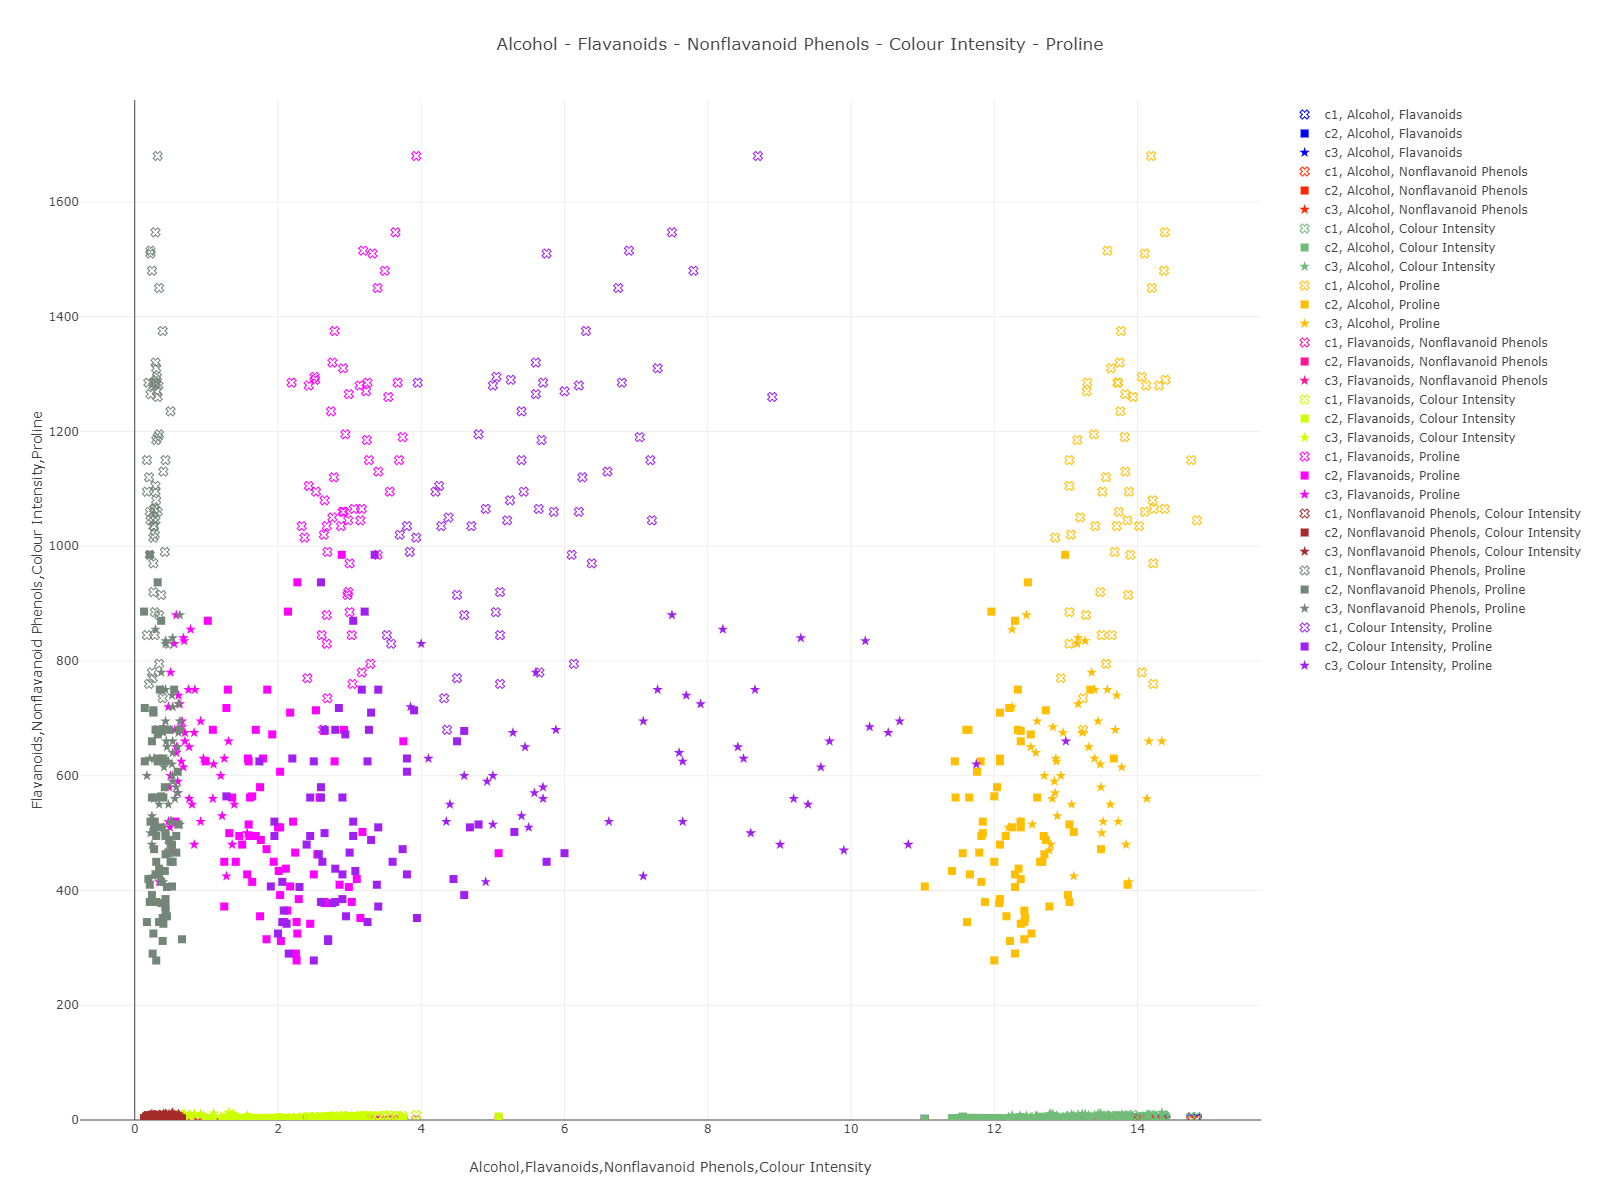 Alcohol - Flavanoids - Nonflavanoid Phenols - Colour Intensity - Proline
Flavanoids,Nonflavanoid Phenols,Colour Intensity,Proline
1600
1400
1200
1000
800
600
400
200
0
0 2 4 6 8 10 12 14
Alcohol,Flavanoids,Nonflavanoid Phenols,Colour Intensity
c1, Alcohol, Flavanoids
c2, Alcohol, Flavanoids
c3, Alcohol, Flavanoids
c1, Alcohol, Nonflavanoid Phenols
c2, Alcohol, Nonflavanoid Phenols
c3, Alcohol, Nonflavanoid Phenols
c1, Alcohol, Colour Intensity
c2, Alcohol, Colour Intensity
c3, Alcohol, Colour Intensity
c1, Alcohol, Proline
c2, Alcohol, Proline
c3, Alcohol, Proline
c1, Flavanoids, Nonflavanoid Phenols
c2, Flavanoids, Nonflavanoid Phenols
c3, Flavanoids, Nonflavanoid Phenols
c1, Flavanoids, Colour Intensity
c2, Flavanoids, Colour Intensity
c3, Flavanoids, Colour Intensity
c1, Flavanoids, Proline
c2, Flavanoids, Proline
c3, Flavanoids, Proline
c1, Nonflavanoid Phenols, Colour Intensity
c2, Nonflavanoid Phenols, Colour Intensity
c3, Nonflavanoid Phenols, Colour Intensity
c1, Nonflavanoid Phenols, Proline
c2, Nonflavanoid Phenols, Proline
c3, Nonflavanoid Phenols, Proline
c1, Colour Intensity, Proline
c2, Colour Intensity, Proline
c3, Colour Intensity, Proline